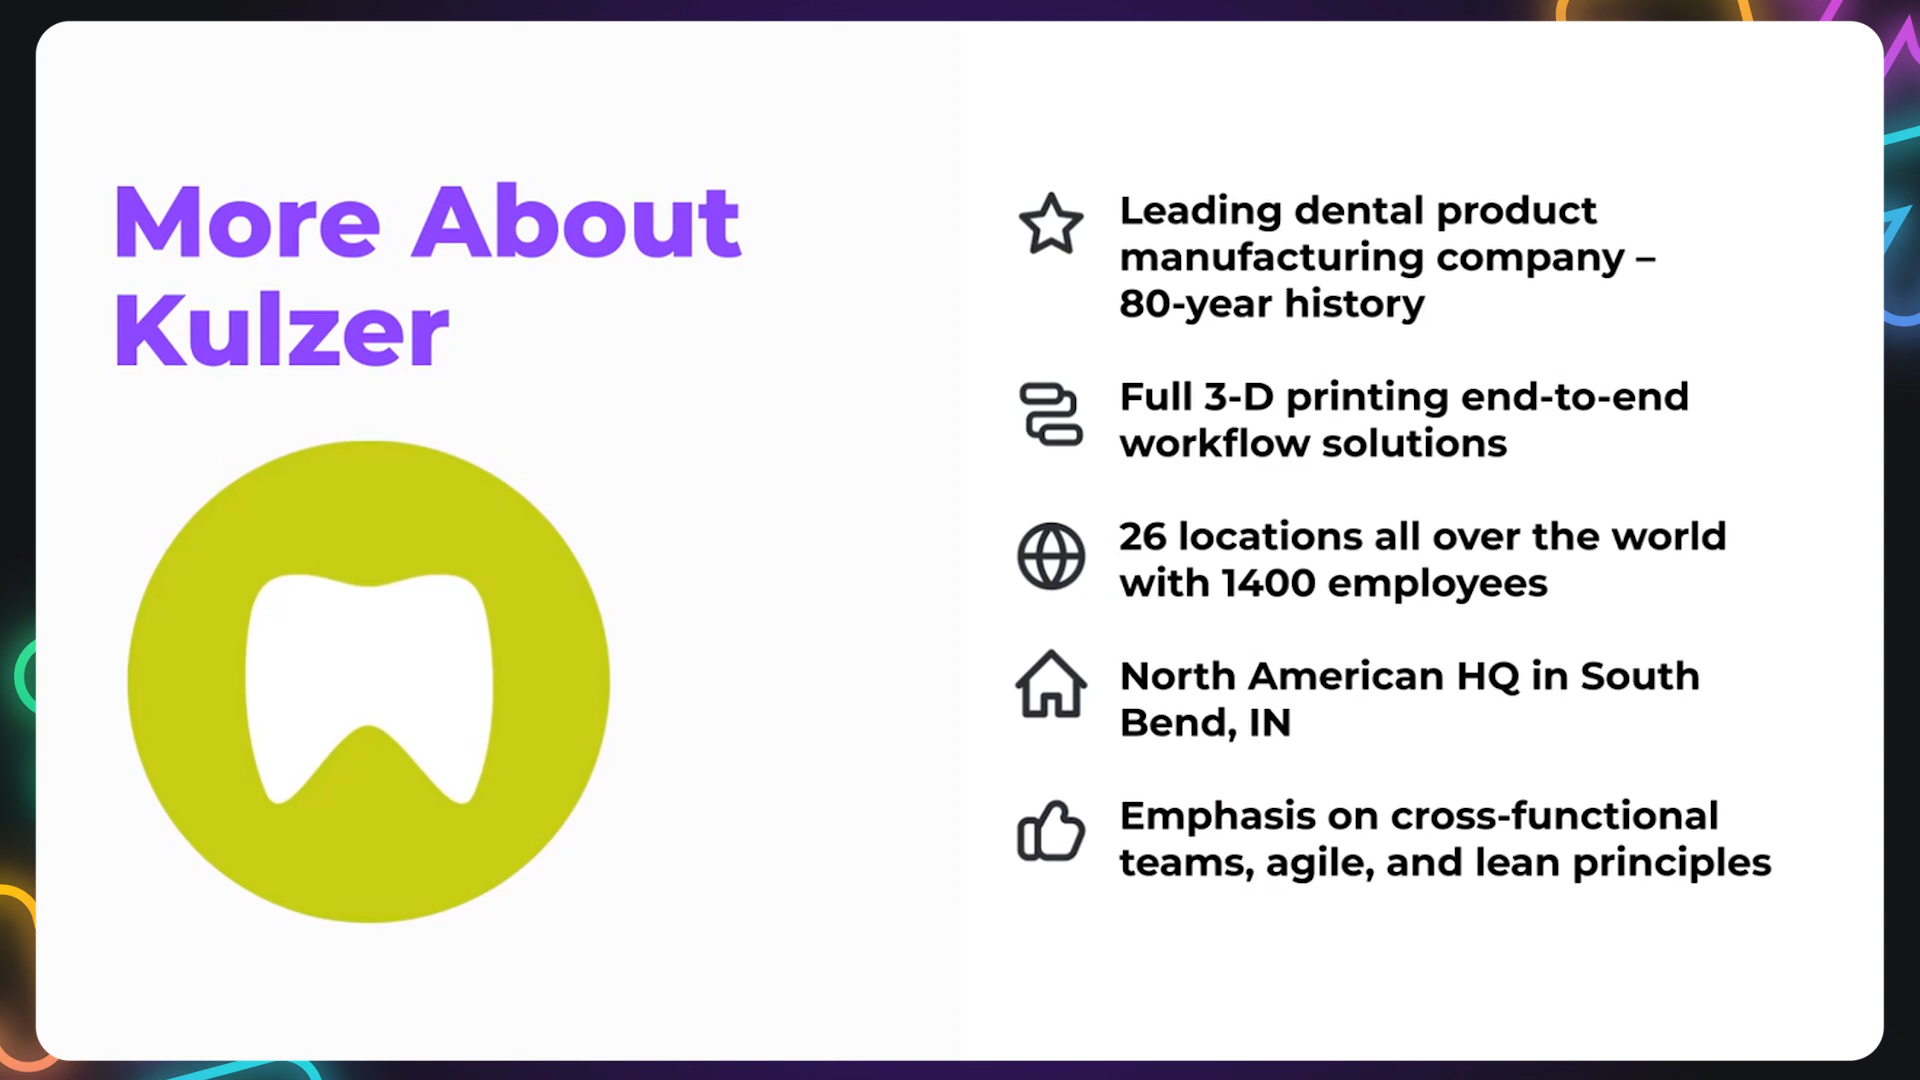 More About
Kulzer
Leading dental product
manufacturing company –
80-year history
Full 3-D printing end-to-end
workflow solutions
26 locations all over the world
with 1400 employees
North American HQ in South
Bend, IN
Emphasis on cross-functional
teams, agile, and lean principles